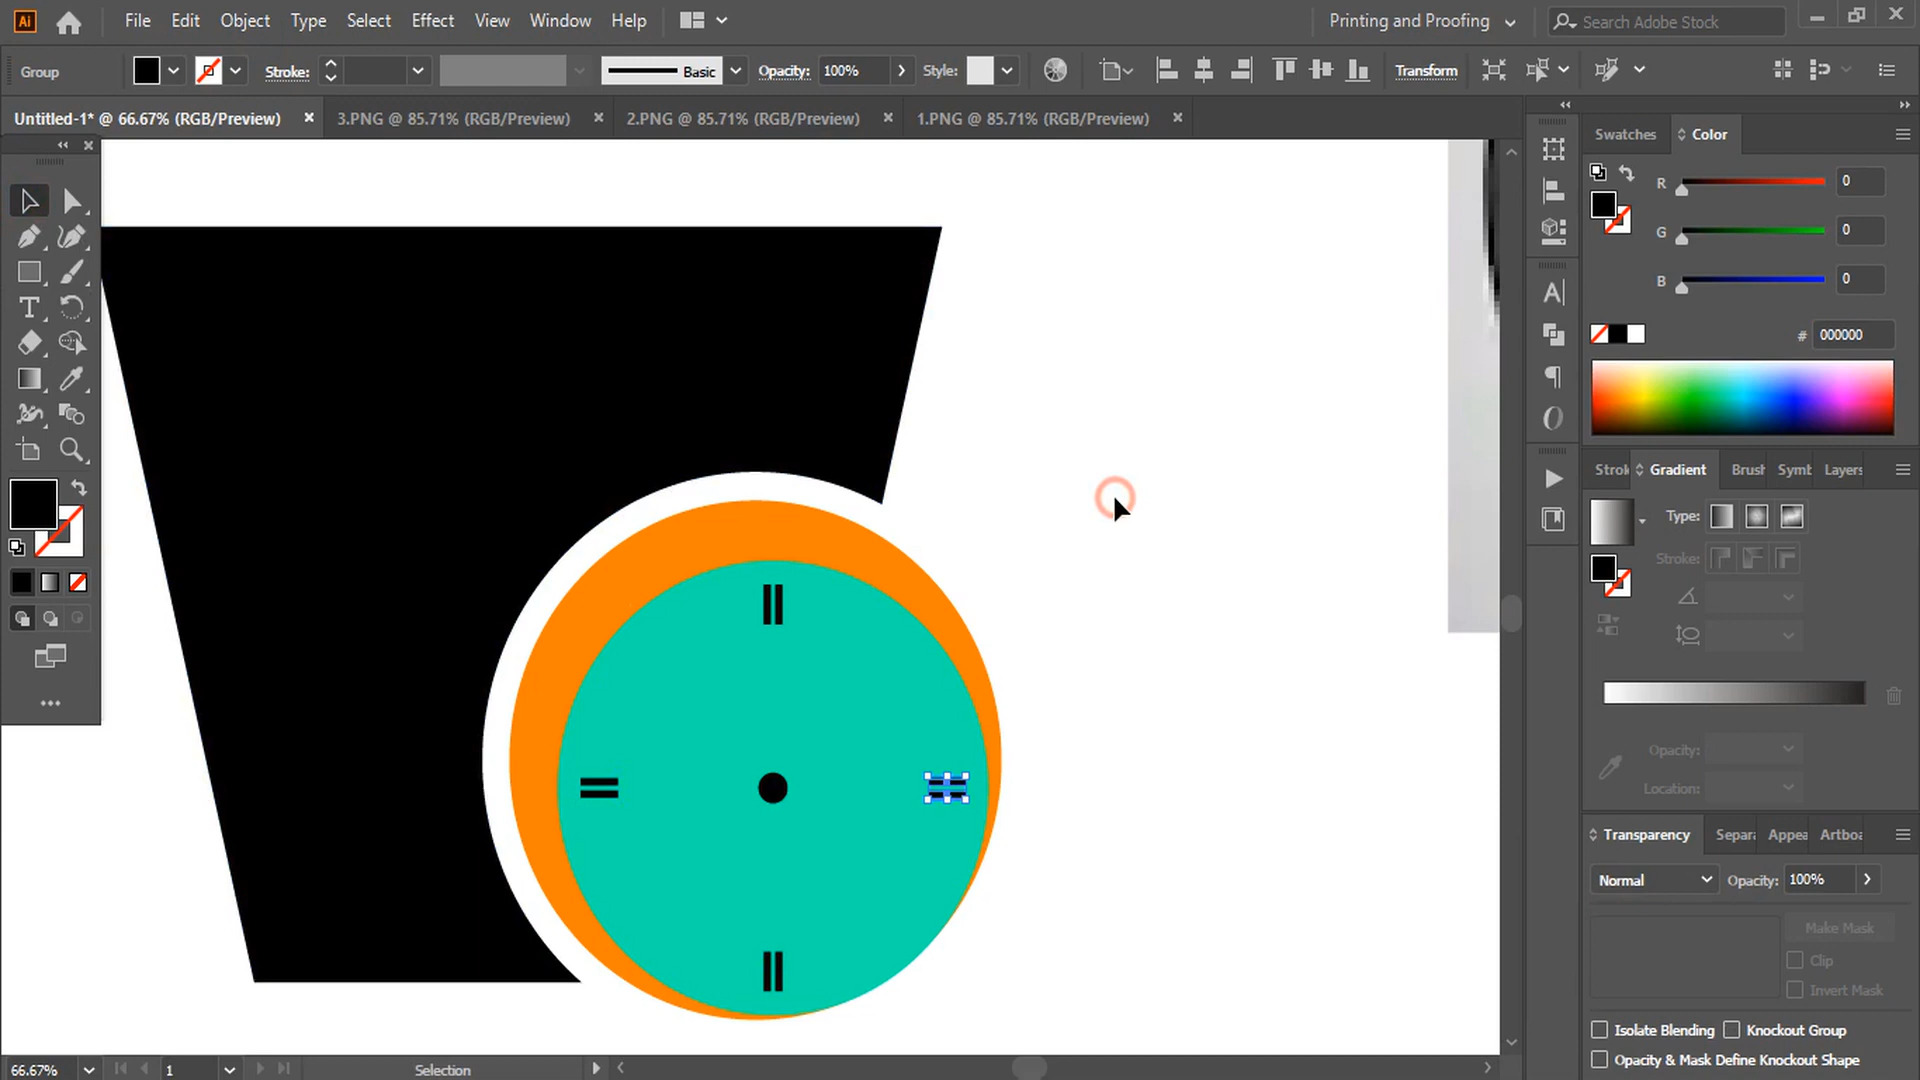 Ai File Edit Object Type Select Effect View Window Help Printing and Proofing Search Adobe Stock
Group Stroke: Basic Opacity: 100% Style: Transform
Untitled-1* @ 66.67% (RGB/Preview) × 3.PNG @ 85.71% (RGB/Preview) × 2.PNG @ 85.71% (RGB/Preview) × 1.PNG @ 85.71% (RGB/Preview) ×
Swatches Color
R 0
G 0
B 0
# 000000
Strok Gradient Brush Symb Layers
Type:
Stroke:
Opacity:
Location:
Transparency Separa Appea Artboa
Normal Opacity: 100%
Make Mask
Clip
Invert Mask
Isolate Blending Knockout Group
Opacity & Mask Define Knockout Shape
66.67% 1 Selection